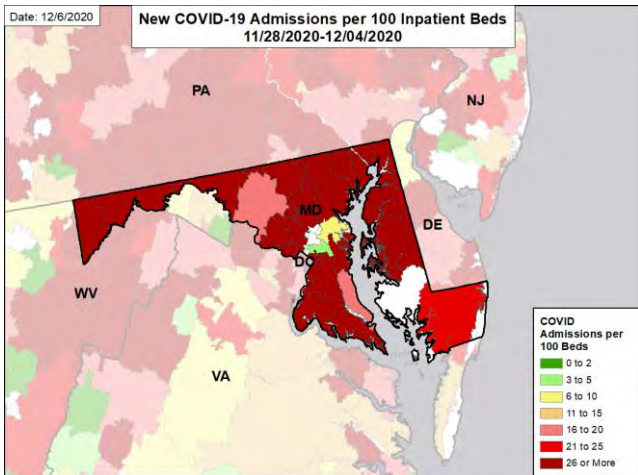 Date: 12/6/2020
New COVID-19 Admissions per 100 Inpatient Beds
11/28/2020-12/04/2020
PA
NJ
MD
DE
DC
WV
VA
COVID
Admissions per
100 Beds
0 to 2
3 to 5
6 to 10
11 to 15
16 to 20
21 to 25
26 or More